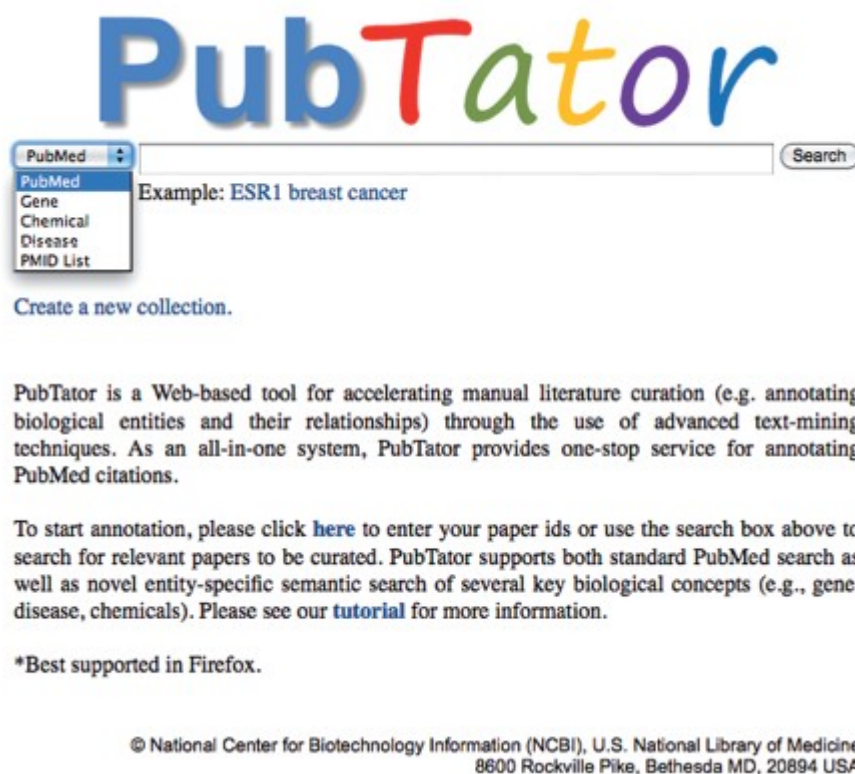 PubTator
PubMed Search
PubMed
Gene
Chemical
Disease
PMID List
Example: ESR1 breast cancer
Create a new collection.
PubTator is a Web-based tool for accelerating manual literature curation (e.g. annotating
biological entities and their relationships) through the use of advanced text-mining
techniques. As an all-in-one system, PubTator provides one-stop service for annotating
PubMed citations.
To start annotation, please click here to enter your paper ids or use the search box above to
search for relevant papers to be curated. PubTator supports both standard PubMed search as
well as novel entity-specific semantic search of several key biological concepts (e.g., gene
disease, chemicals). Please see our tutorial for more information.
*Best supported in Firefox.
© National Center for Biotechnology Information (NCBI), U.S. National Library of Medicine
8600 Rockville Pike, Bethesda MD, 20894 USA